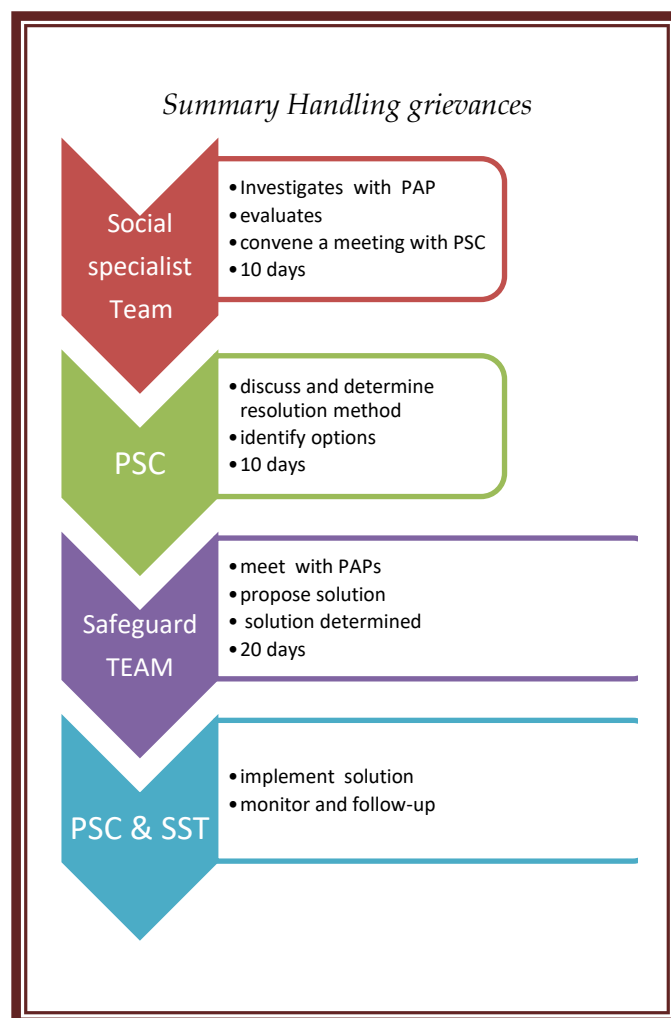 Summary Handling grievances
Social
specialist
Team
•Investigates with PAP
•evaluates
•convene a meeting with PSC
•10 days
PSC
•discuss and determine
resolution method
•identify options
•10 days
Safeguard
TEAM
•meet with PAPs
•propose solution
• solution determined
•20 days
PSC & SST
•implement solution
•monitor and follow-up